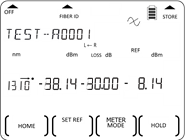 OFF FIBER ID STORE
TEST-A0001
L←R
nm dBm LOSS dB REF dBm
1310 -38.14 -30.00 - 8.14
HOME SET REF METER MODE HOLD